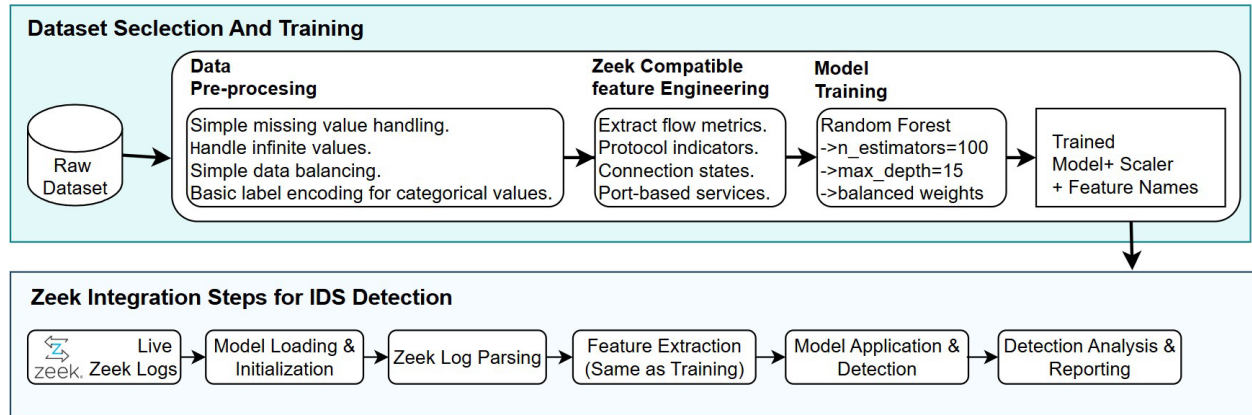 Dataset Seclection And Training
Raw
Dataset
Data
Pre-procesing
Simple missing value handling.
Handle infinite values.
Simple data balancing.
Basic label encoding for categorical values.
Zeek Compatible
feature Engineering
Extract flow metrics.
Protocol indicators.
Connection states.
Port-based services.
Model
Training
Random Forest
->n_estimators=100
->max_depth=15
->balanced weights
Trained
Model+ Scaler
+ Feature Names
Zeek Integration Steps for IDS Detection
z
zeek®
Live
Zeek Logs
Model Loading &
Initialization
Zeek Log Parsing
Feature Extraction
(Same as Training)
Model Application &
Detection
Detection Analysis &
Reporting